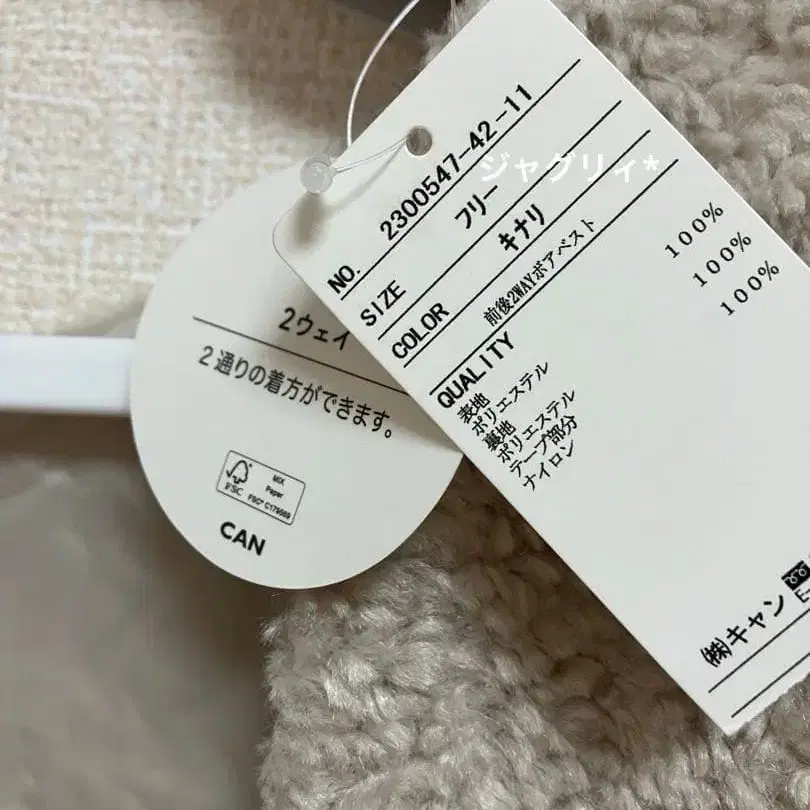 NO. 2300547-42-11
SIZE フリー
COLOR キナリ
前後2WAYボアベスト
QUALITY
表地
ポリエステル 100%
裏地
ポリエステル 100%
テープ部分
ナイロン 100%
㈱キャン
ジャグリィ*
2ウェイ
2通りの着方ができます。
FSC
MIX
Paper
FSC® C179569
CAN